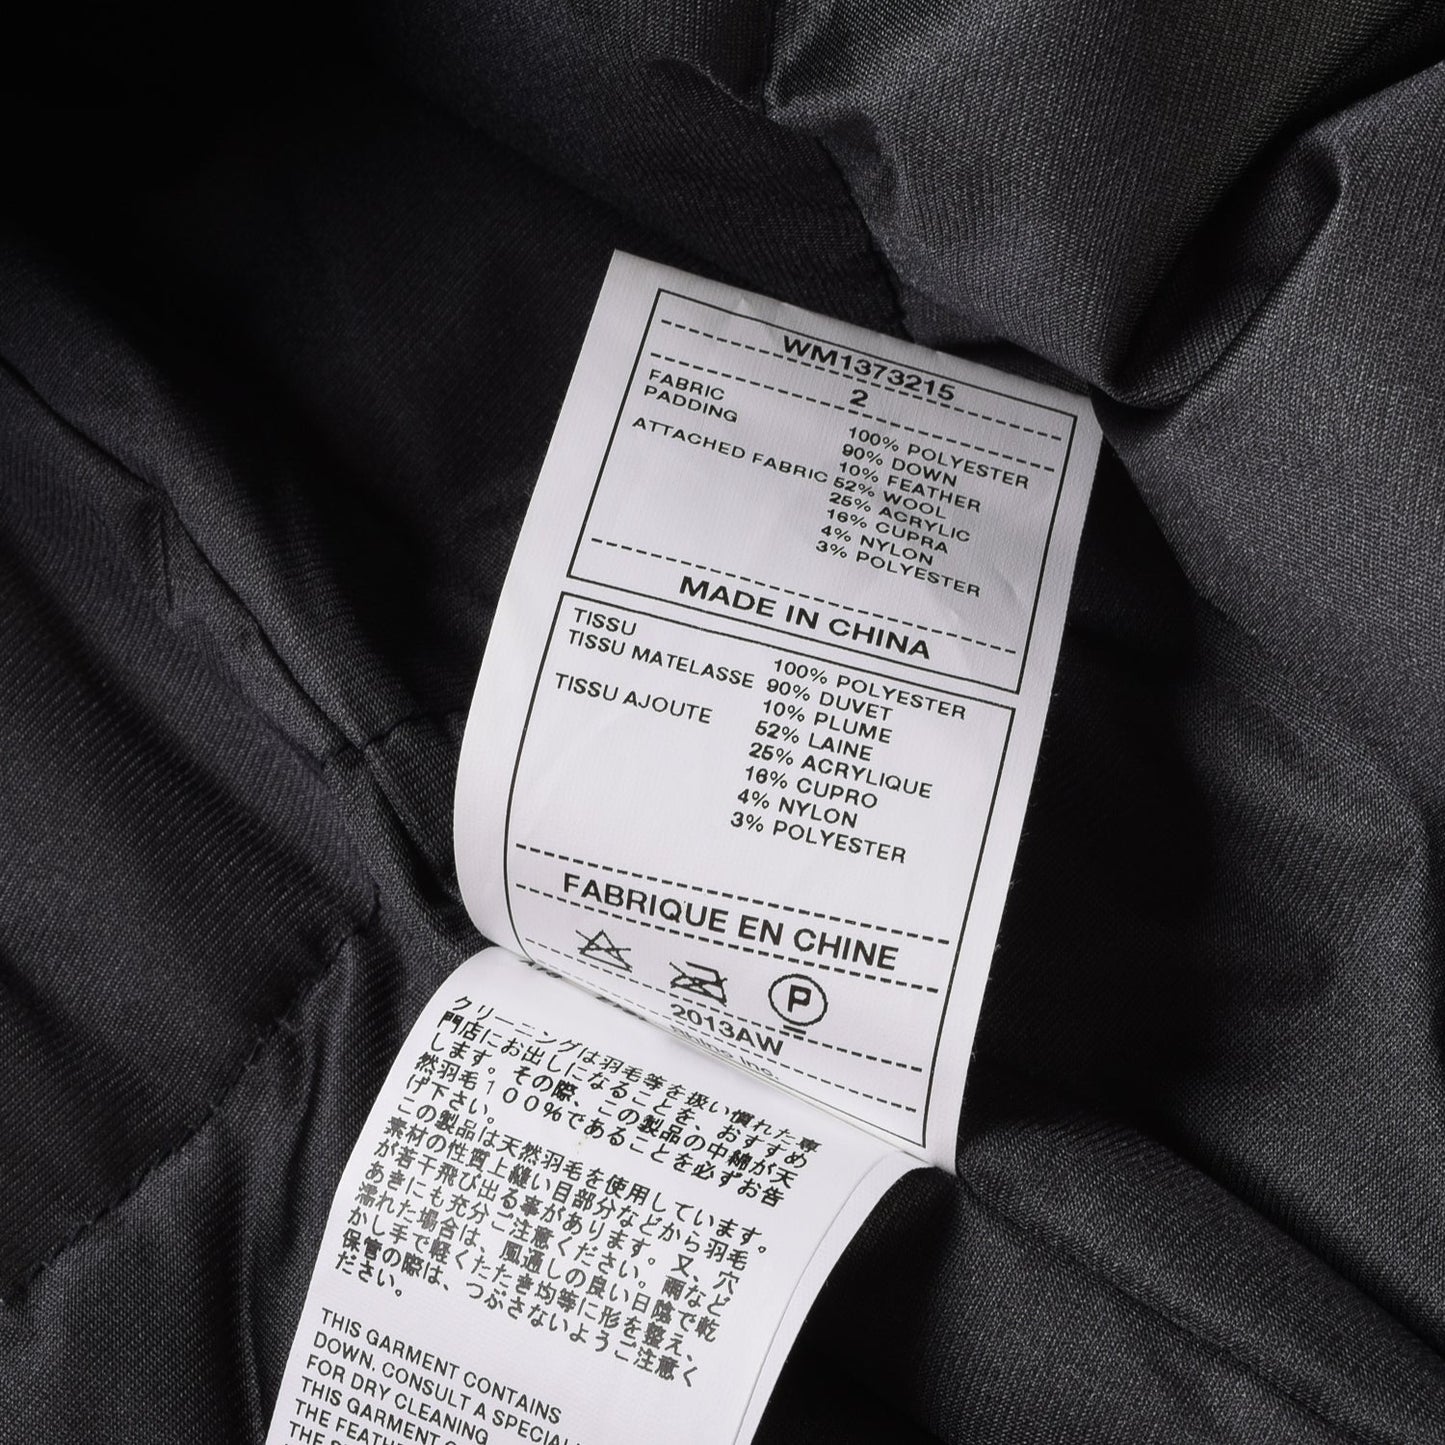 WM1373215
2
FABRIC 100% POLYESTER
PADDING 90% DOWN
10% FEATHER
ATTACHED FABRIC 52% WOOL
25% ACRYLIC
16% CUPRA
4% NYLON
3% POLYESTER
MADE IN CHINA
TISSU 100% POLYESTER
TISSU MATELASSE 90% DUVET
10% PLUME
TISSU AJOUTE 52% LAINE
25% ACRYLIQUE
16% CUPRO
4% NYLON
3% POLYESTER
FABRIQUE EN CHINE
P
2013AW
Inc.
クリーニングは羽毛等を扱い慣れた専
門店にお出しになることを、おすすめ
します。その際、この製品の中綿が天
然羽毛100%であることを必ずお告
げ下さい。
この製品は天然羽毛を使用しています。
素材の性質上縫い目部分などから羽毛
が若干飛び出る事があります。又、穴
あきにも充分ご注意ください。雨など
濡れた場合は、風通しの良い日陰で乾
かし手で軽くたたき均等に形を整え、
保管の際は、つぶさないようご注意く
ださい。
THIS GARMENT CONTAINS
DOWN. CONSULT A
FOR DRY CLEANING
THIS GARMENT
THE
THE